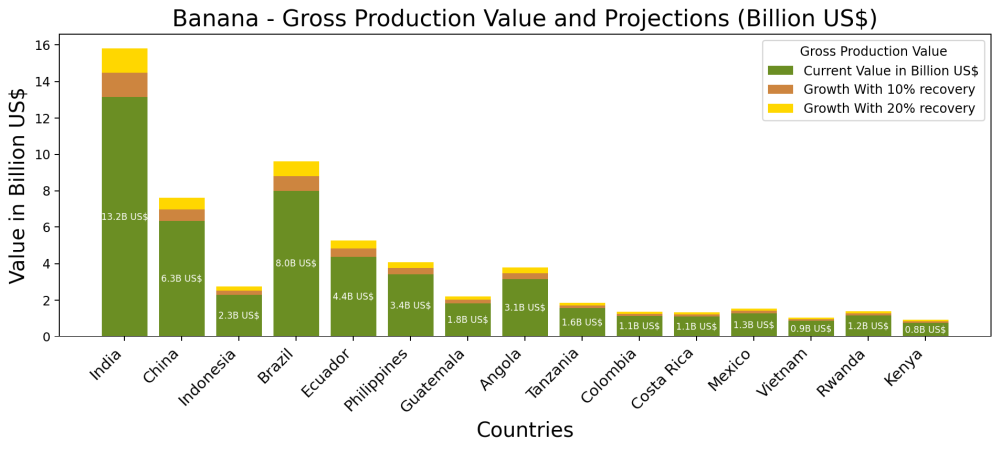 Banana - Gross Production Value and Projections (Billion US$)
Value in Billion US$
16
14
12
10
8
6
4
2
0
Gross Production Value
Current Value in Billion US$
Growth With 10% recovery
Growth With 20% recovery
13.2B US$
6.3B US$
2.3B US$
8.0B US$
4.4B US$
3.4B US$
1.8B US$
3.1B US$
1.6B US$
1.1B US$
1.1B US$
1.3B US$
0.9B US$
1.2B US$
0.8B US$
India
China
Indonesia
Brazil
Ecuador
Philippines
Guatemala
Angola
Tanzania
Colombia
Costa Rica
Mexico
Vietnam
Rwanda
Kenya
Countries